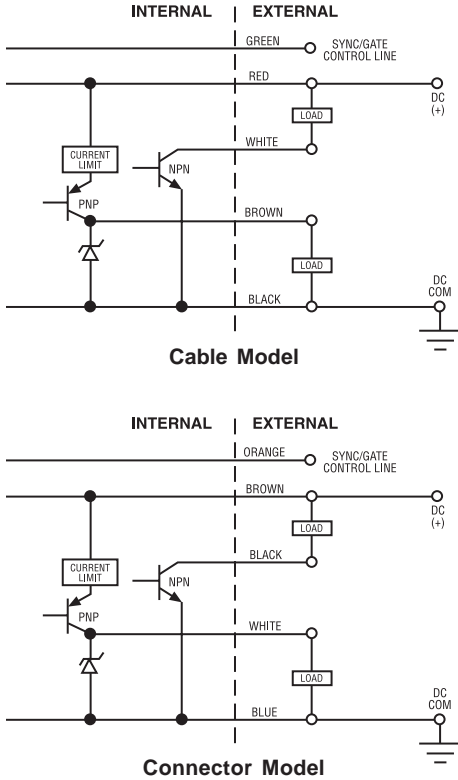 INTERNAL EXTERNAL
GREEN
SYNC/GATE
CONTROL LINE
RED
DC
(+)
LOAD
WHITE
CURRENT
LIMIT
NPN
PNP
BROWN
LOAD
DC
COM
BLACK
Cable Model
INTERNAL EXTERNAL
ORANGE
SYNC/GATE
CONTROL LINE
BROWN
DC
(+)
LOAD
BLACK
CURRENT
LIMIT
NPN
PNP
WHITE
LOAD
DC
COM
BLUE
Connector Model